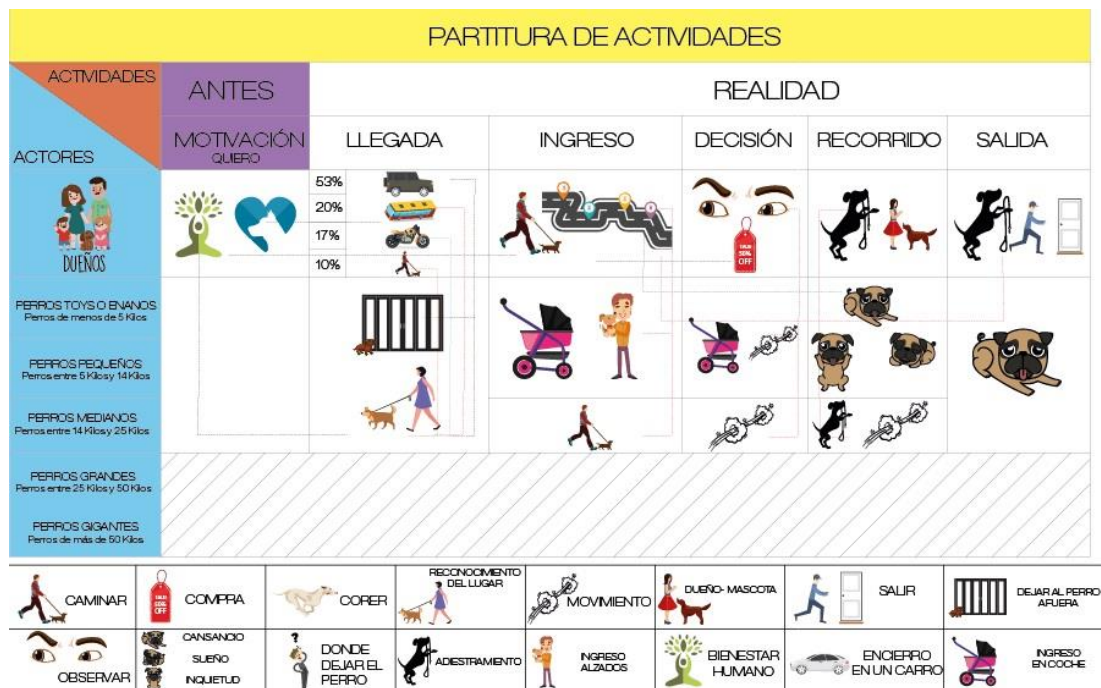 PARTITURA DE ACTIVIDADES
ACTIVIDADES
ACTORES
ANTES
REALIDAD
MOTIVACIÓN
QUIERO
LLEGADA
INGRESO
DECISIÓN
RECORRIDO
SALIDA
DUEÑOS
53%
20%
17%
10%
50%
OFF
PERROS TOYS O ENANOS
Perros de menos de 5 Kilos
PERROS PEQUEÑOS
Perros entre 5 Kilos y 14 Kilos
PERROS MEDIANOS
Perros entre 14 Kilos y 25 Kilos
PERROS GRANDES
Perros entre 25 Kilos y 50 Kilos
PERROS GIGANTES
Perros de más de 50 Kilos
CAMINAR
50%
OFF
COMPRA
CORER
RECONOCIMIENTO
DEL LUGAR
MOVIMIENTO
DUEÑO- MASCOTA
SALIR
DEJAR AL PERRO
AFUERA
OBSERVAR
CANSANCIO
SUEÑO
INQUIETUD
?
DONDE
DEJAR EL
PERRO
ADIESTRAMIENTO
INGRESO
ALZADOS
BIENESTAR
HUMANO
ENCIERRO
EN UN CARRO
INGRESO
EN COCHE